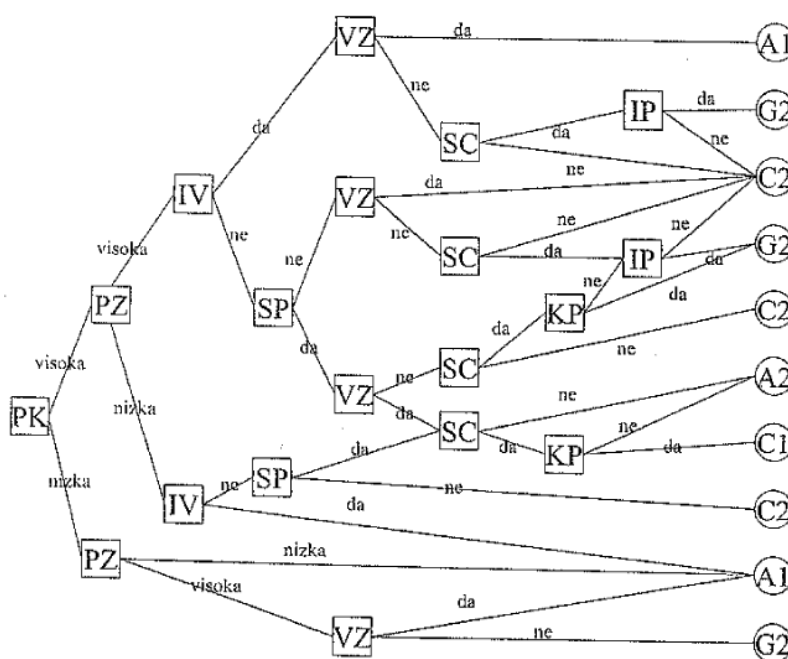 VZ da A1
ne
IP da G2
da SC da ne
ne C2
IV VZ da
ne ne
visoka ne SC da IP G2
ne da
PZ SP KP da
da C2
visoka da SC ne
VZ ne A2
PK da SC ne ne
nizka da da KP da C1
SP
nizka ne da ne C2
IV
PZ nizka A1
visoka da
VZ ne G2